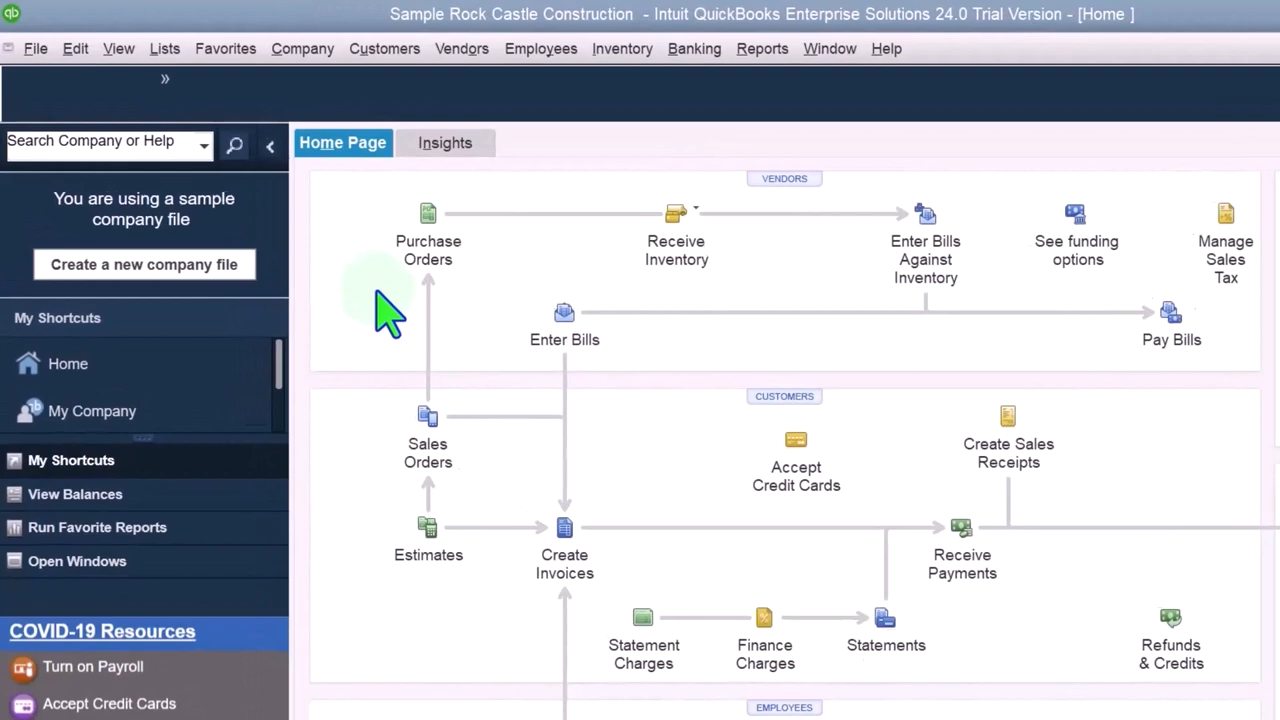 qb
Sample Rock Castle Construction - Intuit QuickBooks Enterprise Solutions 24.0 Trial Version - [Home ]
File Edit View Lists Favorites Company Customers Vendors Employees Inventory Banking Reports Window Help
»
Search Company or Help
Home Page
Insights
You are using a sample
company file
Create a new company file
My Shortcuts
Home
My Company
My Shortcuts
View Balances
Run Favorite Reports
Open Windows
COVID-19 Resources
Turn on Payroll
Accept Credit Cards
VENDORS
Purchase
Orders
Receive
Inventory
Enter Bills
Against
Inventory
See funding
options
Manage
Sales
Tax
Enter Bills
Pay Bills
CUSTOMERS
Sales
Orders
Accept
Credit Cards
Create Sales
Receipts
Estimates
Create
Invoices
Receive
Payments
Statement
Charges
Finance
Charges
Statements
Refunds
& Credits
EMPLOYEES